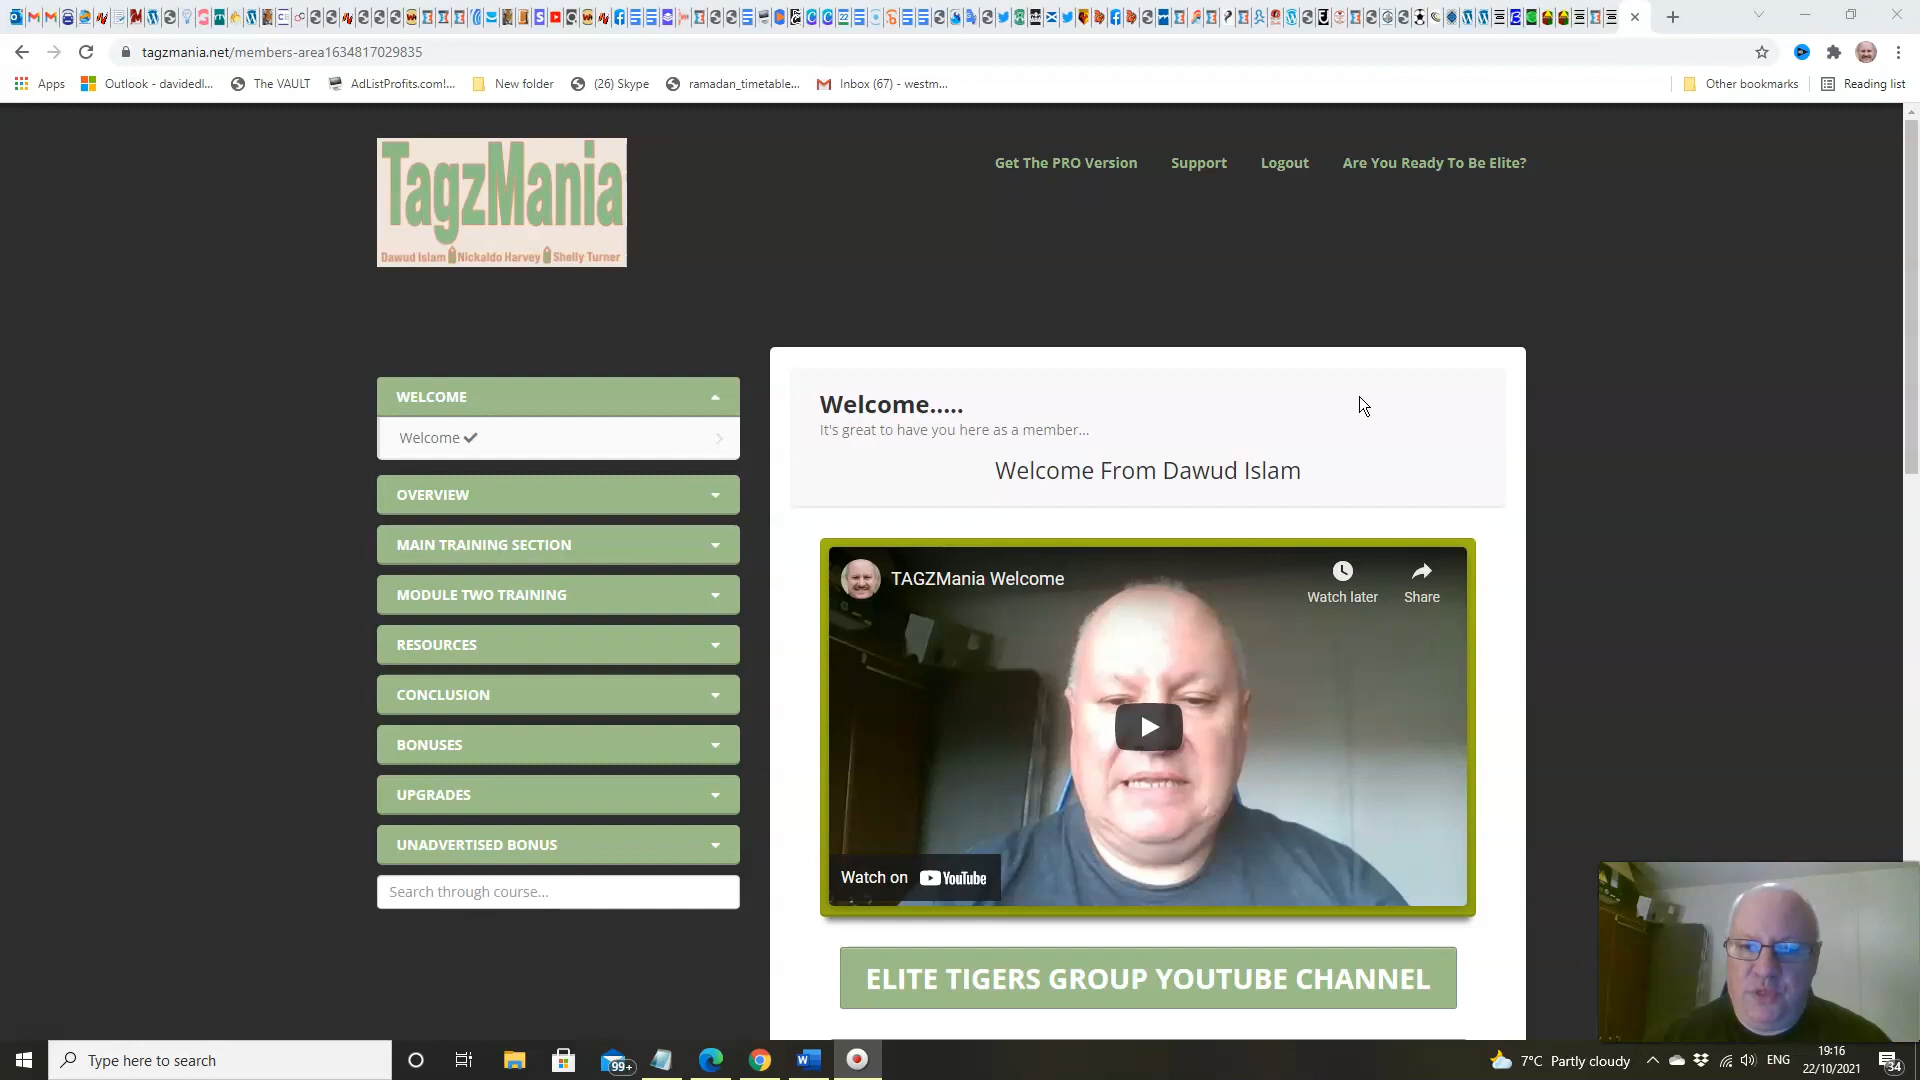 tagzmania.net/members-area1634817029835
Apps
Outlook - davidedl...
The VAULT
AdListProfits.com!...
New folder
(26) Skype
ramadan_timetable...
Inbox (67) - westm...
Other bookmarks
Reading list
TagzMania
Dawud Islam Nickaldo Harvey Shelly Turner
Get The PRO Version
Support
Logout
Are You Ready To Be Elite?
WELCOME
Welcome
OVERVIEW
MAIN TRAINING SECTION
MODULE TWO TRAINING
RESOURCES
CONCLUSION
BONUSES
UPGRADES
UNADVERTISED BONUS
Search through course...
Welcome.....
It's great to have you here as a member...
Welcome From Dawud Islam
TAGZMania Welcome
Watch later
Share
Watch on YouTube
ELITE TIGERS GROUP YOUTUBE CHANNEL
Type here to search
99+
7°C Partly cloudy
ENG
19:16
22/10/2021
34